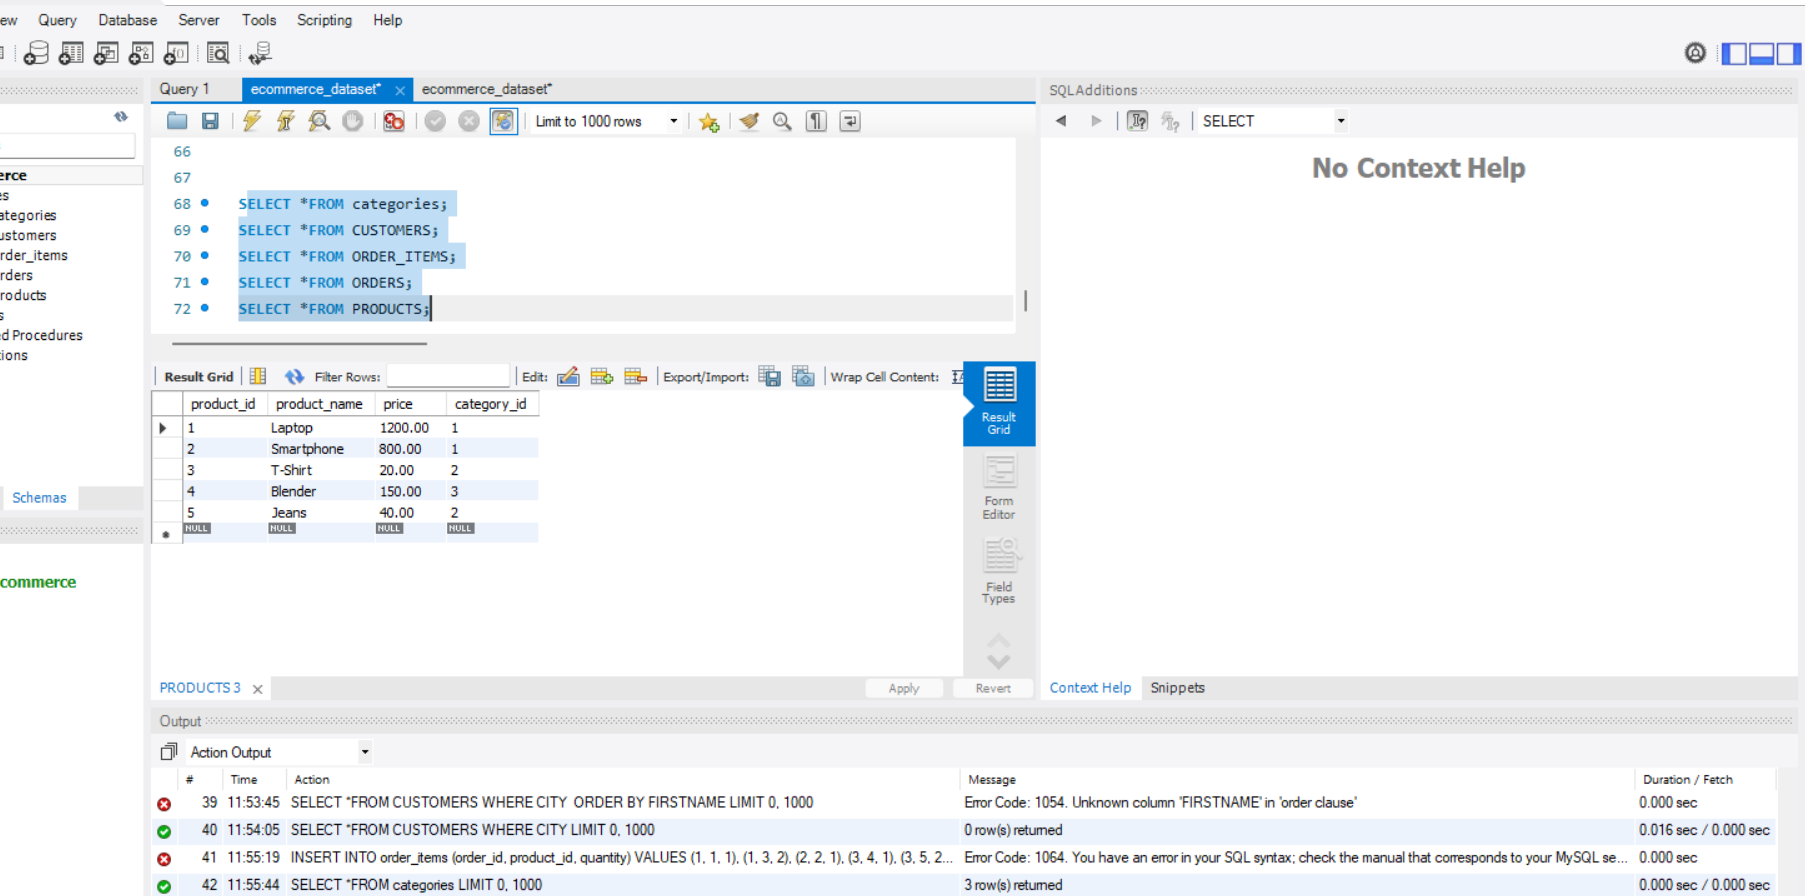 ew Query Database Server Tools Scripting Help
Query 1 ecommerce_dataset* ecommerce_dataset*
SQLAdditions
Limit to 1000 rows
SELECT
No Context Help
erce
es
ategories
ustomers
rder_items
rders
roducts
s
d Procedures
ions
Schemas
commerce
66
67
68 SELECT *FROM categories;
69 SELECT *FROM CUSTOMERS;
70 SELECT *FROM ORDER_ITEMS;
71 SELECT *FROM ORDERS;
72 SELECT *FROM PRODUCTS;
Result Grid Filter Rows: Edit: Export/Import: Wrap Cell Content:
product_id product_name price category_id
1 Laptop 1200.00 1
2 Smartphone 800.00 1
3 T-Shirt 20.00 2
4 Blender 150.00 3
5 Jeans 40.00 2
NULL NULL NULL NULL
Result Grid
Form Editor
Field Types
PRODUCTS 3 Apply Revert
Context Help Snippets
Output
Action Output
# Time Action Message Duration / Fetch
39 11:53:45 SELECT *FROM CUSTOMERS WHERE CITY ORDER BY FIRSTNAME LIMIT 0, 1000 Error Code: 1054. Unknown column 'FIRSTNAME' in 'order clause' 0.000 sec
40 11:54:05 SELECT *FROM CUSTOMERS WHERE CITY LIMIT 0, 1000 0 row(s) returned 0.016 sec / 0.000 sec
41 11:55:19 INSERT INTO order_items (order_id, product_id, quantity) VALUES (1, 1, 1), (1, 3, 2), (2, 2, 1), (3, 4, 1), (3, 5, 2... Error Code: 1064. You have an error in your SQL syntax; check the manual that corresponds to your MySQL se... 0.000 sec
42 11:55:44 SELECT *FROM categories LIMIT 0, 1000 3 row(s) returned 0.000 sec / 0.000 sec